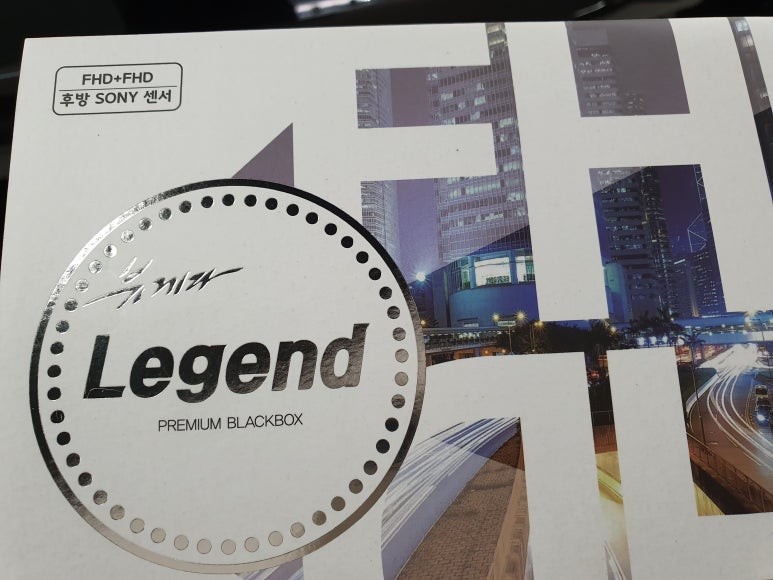 FHD+FHD
후방 SONY 센서
Legend
PREMIUM BLACKBOX